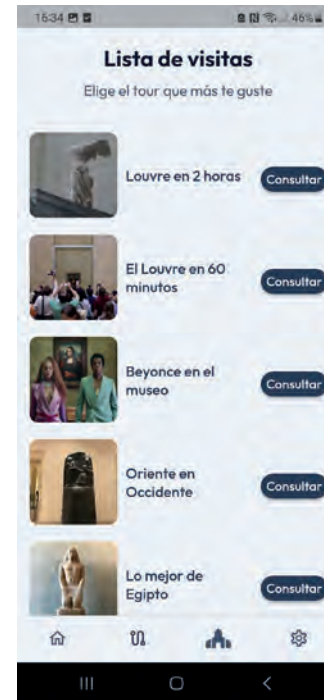 16:34 46%
Lista de visitas
Elige el tour que más te guste
Louvre en 2 horas
Consultar
El Louvre en 60
minutos
Consultar
Beyonce en el
museo
Consultar
Oriente en
Occidente
Consultar
Lo mejor de
Egipto
Consultar